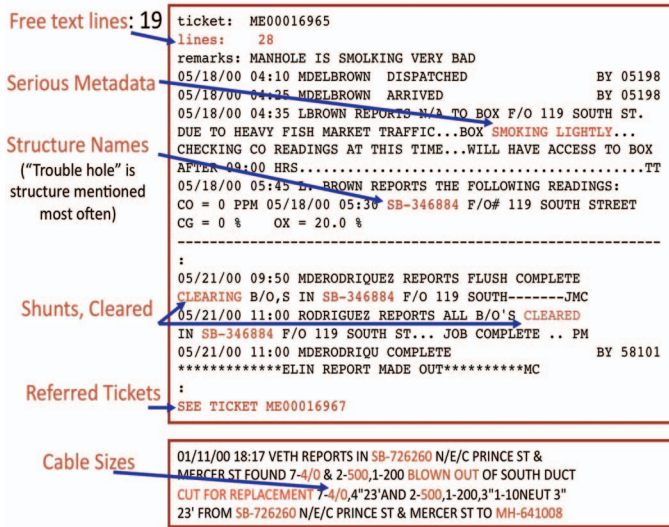 Free text lines: 19
Serious Metadata
Structure Names
("Trouble hole" is
structure mentioned
most often)
Shunts, Cleared
Referred Tickets
Cable Sizes
ticket: ME00016965
lines: 28
remarks: MANHOLE IS SMOLKING VERY BAD
05/18/00 04:10 MDELBROWN DISPATCHED BY 05198
05/18/00 04:25 MDELBROWN ARRIVED BY 05198
05/18/00 04:35 LBROWN REPORTS N/A TO BOX F/O 119 SOUTH ST.
DUE TO HEAVY FISH MARKET TRAFFIC...BOX SMOKING LIGHTLY...
CHECKING CO READINGS AT THIS TIME...WILL HAVE ACCESS TO BOX
AFTER 09:00 HRS.............................................TT
05/18/00 05:45 L. BROWN REPORTS THE FOLLOWING READINGS:
CO = 0 PPM 05/18/00 05:30 SB-346884 F/O# 119 SOUTH STREET
CG = 0 % OX = 20.0 %
------------------------------------------------------------
:
05/21/00 09:50 MDERODRIQUEZ REPORTS FLUSH COMPLETE
CLEARING B/O,S IN SB-346884 F/O 119 SOUTH-------JMC
05/21/00 11:00 RODRIGUEZ REPORTS ALL B/O'S CLEARED
IN SB-346884 F/O 119 SOUTH ST... JOB COMPLETE .. PM
05/21/00 11:00 MDERODRIQU COMPLETE BY 58101
*************ELIN REPORT MADE OUT**********MC
:
SEE TICKET ME00016967
01/11/00 18:17 VETH REPORTS IN SB-726260 N/E/C PRINCE ST &
MERCER ST FOUND 7-4/0 & 2-500,1-200 BLOWN OUT OF SOUTH DUCT
CUT FOR REPLACEMENT 7-4/0,4"23'AND 2-500,1-200,3"1-10NEUT 3"
23' FROM SB-726260 N/E/C PRINCE ST & MERCER ST TO MH-641008